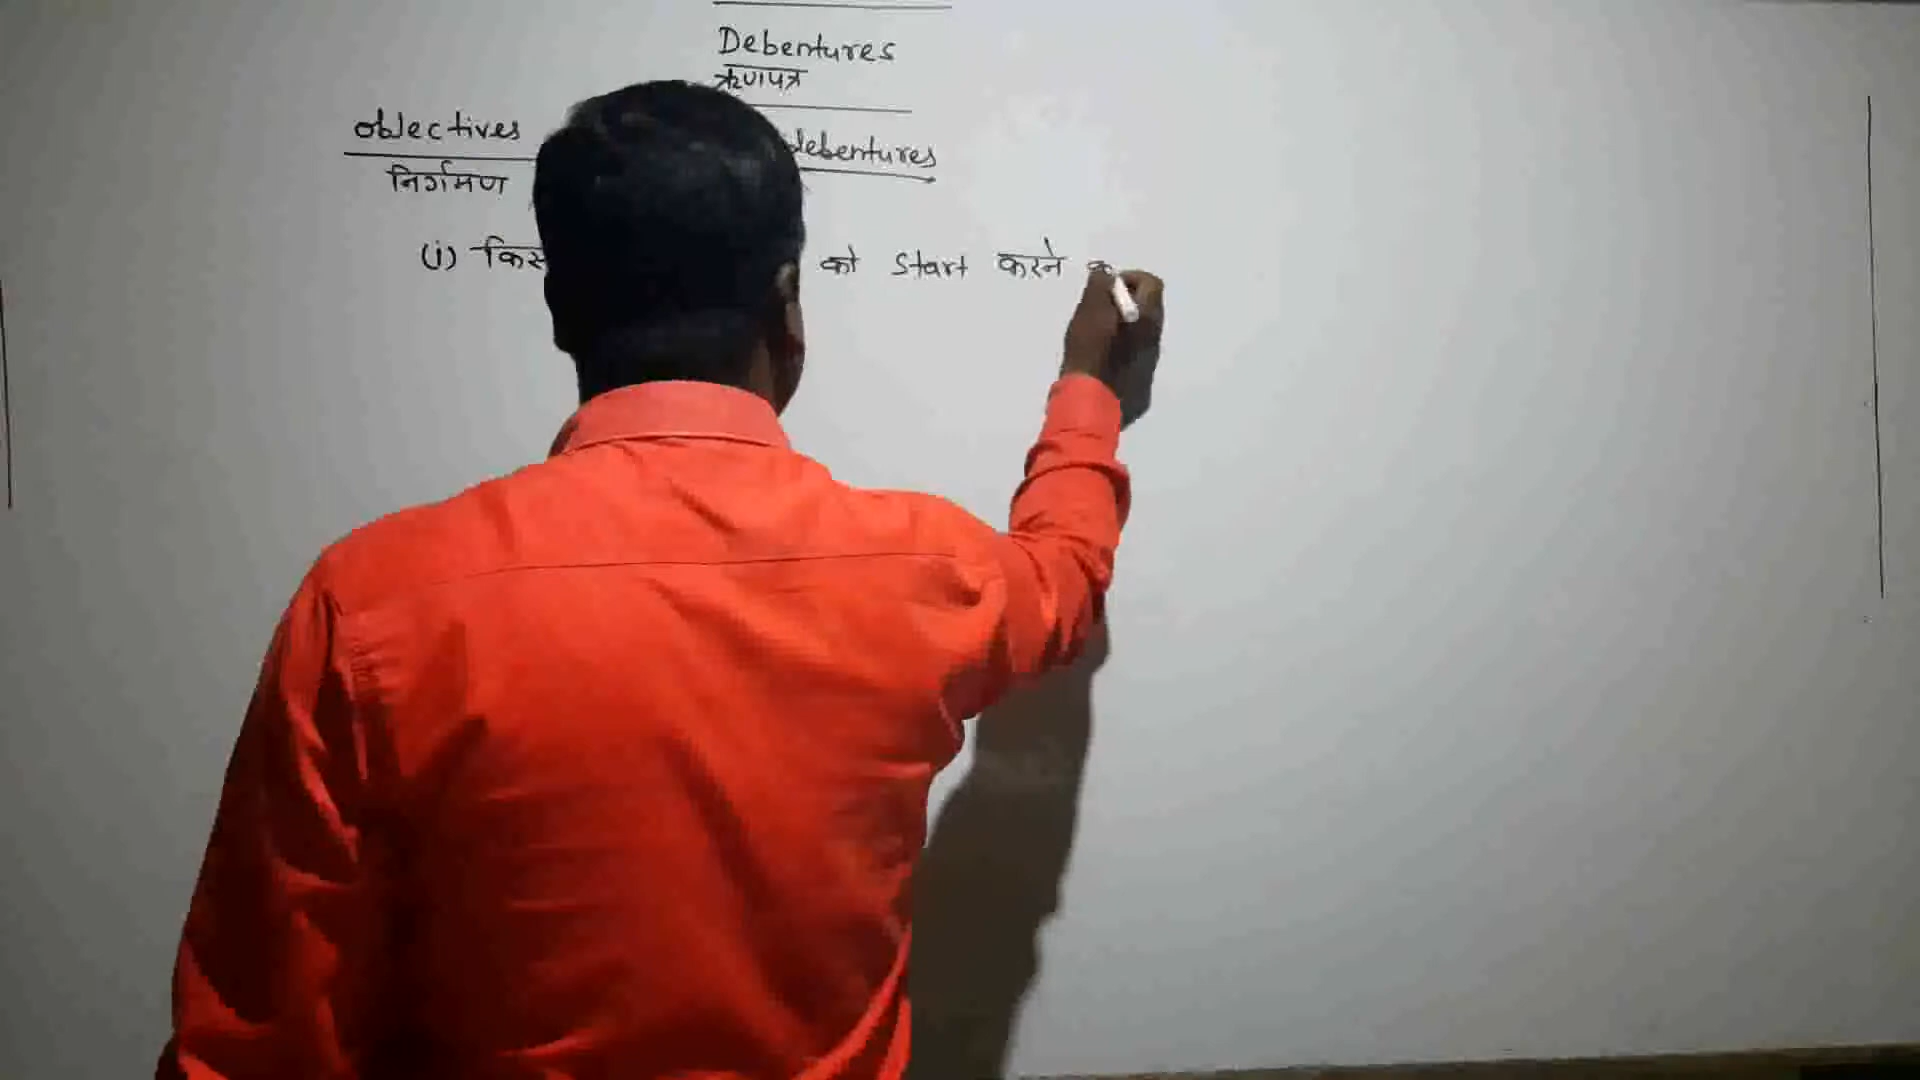 Debentures
ऋणपत्र
objectives debentures
निर्गमण
(i) को start करने